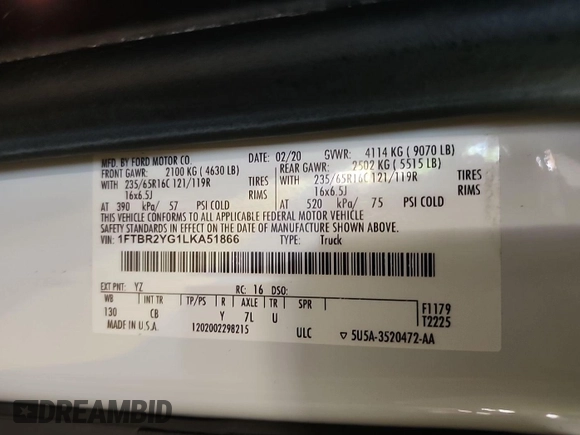 MFD. BY FORD MOTOR CO. 02/20 GVWR: 4114 KG ( 9070 LB)
FRONT GAWR: 2100 KG ( 4630 LB) REAR GAWR: 2502 KG ( 5515 LB)
WITH 235/65R16C 121/119R TIRES WITH 235/65R16C 121/119R TIRES
16x6.5J RIMS 16x6.5J RIMS
AT 390 kPa/ 57 PSI COLD AT 520 kPa/ 75 PSI COLD
THIS VEHICLE CONFORMS TO ALL APPLICABLE FEDERAL MOTOR VEHICLE
SAFETY STANDARDS IN EFFECT ON THE DATE OF MANUFACTURE SHOWN ABOVE.
VIN: 1FTBR2YG1LKA51866 TYPE: Truck
EXT PNT: YZ RC: 16 DSO:
WB INT TR TP/PS R AXLE TR SPR F1179
130 CB Y 7L U T2225
MADE IN U.S.A. 1202002298215 ULC ▽ 5U5A-3520472-AA
DREAMBID